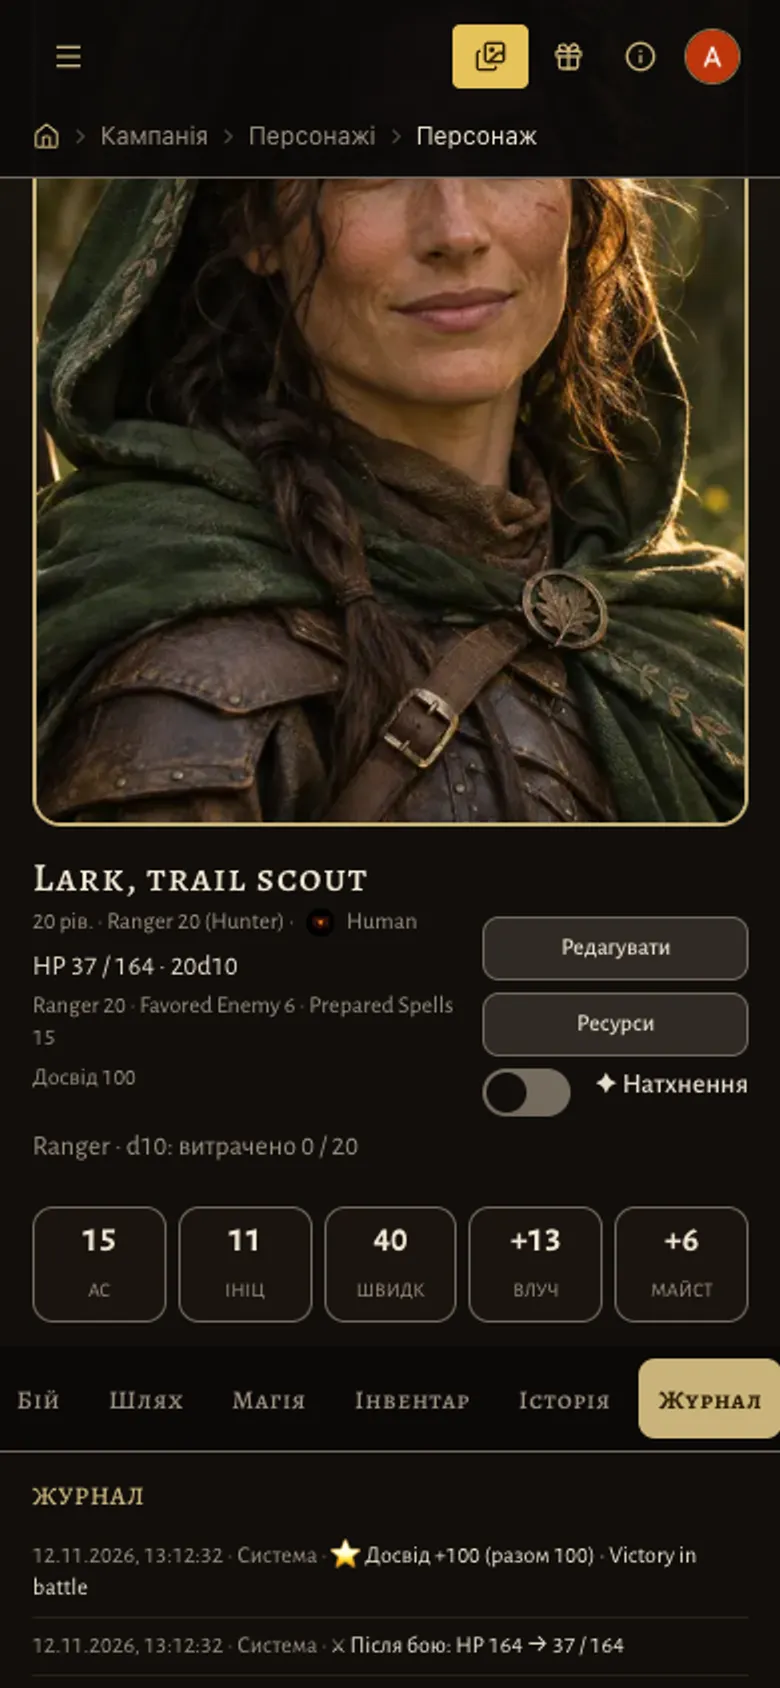 A
Кампанія > Персонажі > Персонаж
Lark, trail scout
20 рів. · Ranger 20 (Hunter) · Human
HP 37 / 164 · 20d10
Ranger 20 · Favored Enemy 6 · Prepared Spells
15
Досвід 100
Редагувати
Ресурси
✦ Натхнення
Ranger · d10: витрачено 0 / 20
15
АС
11
ІНІЦ
40
ШВИДК
+13
ВЛУЧ
+6
МАЙСТ
Бій Шлях Магія Інвентар Історія Журнал
ЖУРНАЛ
12.11.2026, 13:12:32 · Система · ⭐ Досвід +100 (разом 100) · Victory in
battle
12.11.2026, 13:12:32 · Система · ⚔ Після бою: HP 164 → 37 / 164